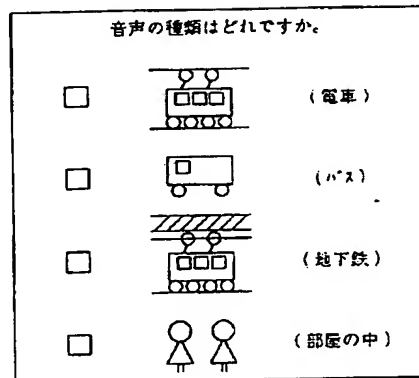 音声の種類はどれですか。
(電車)
(バス)
(地下鉄)
(部屋の中)